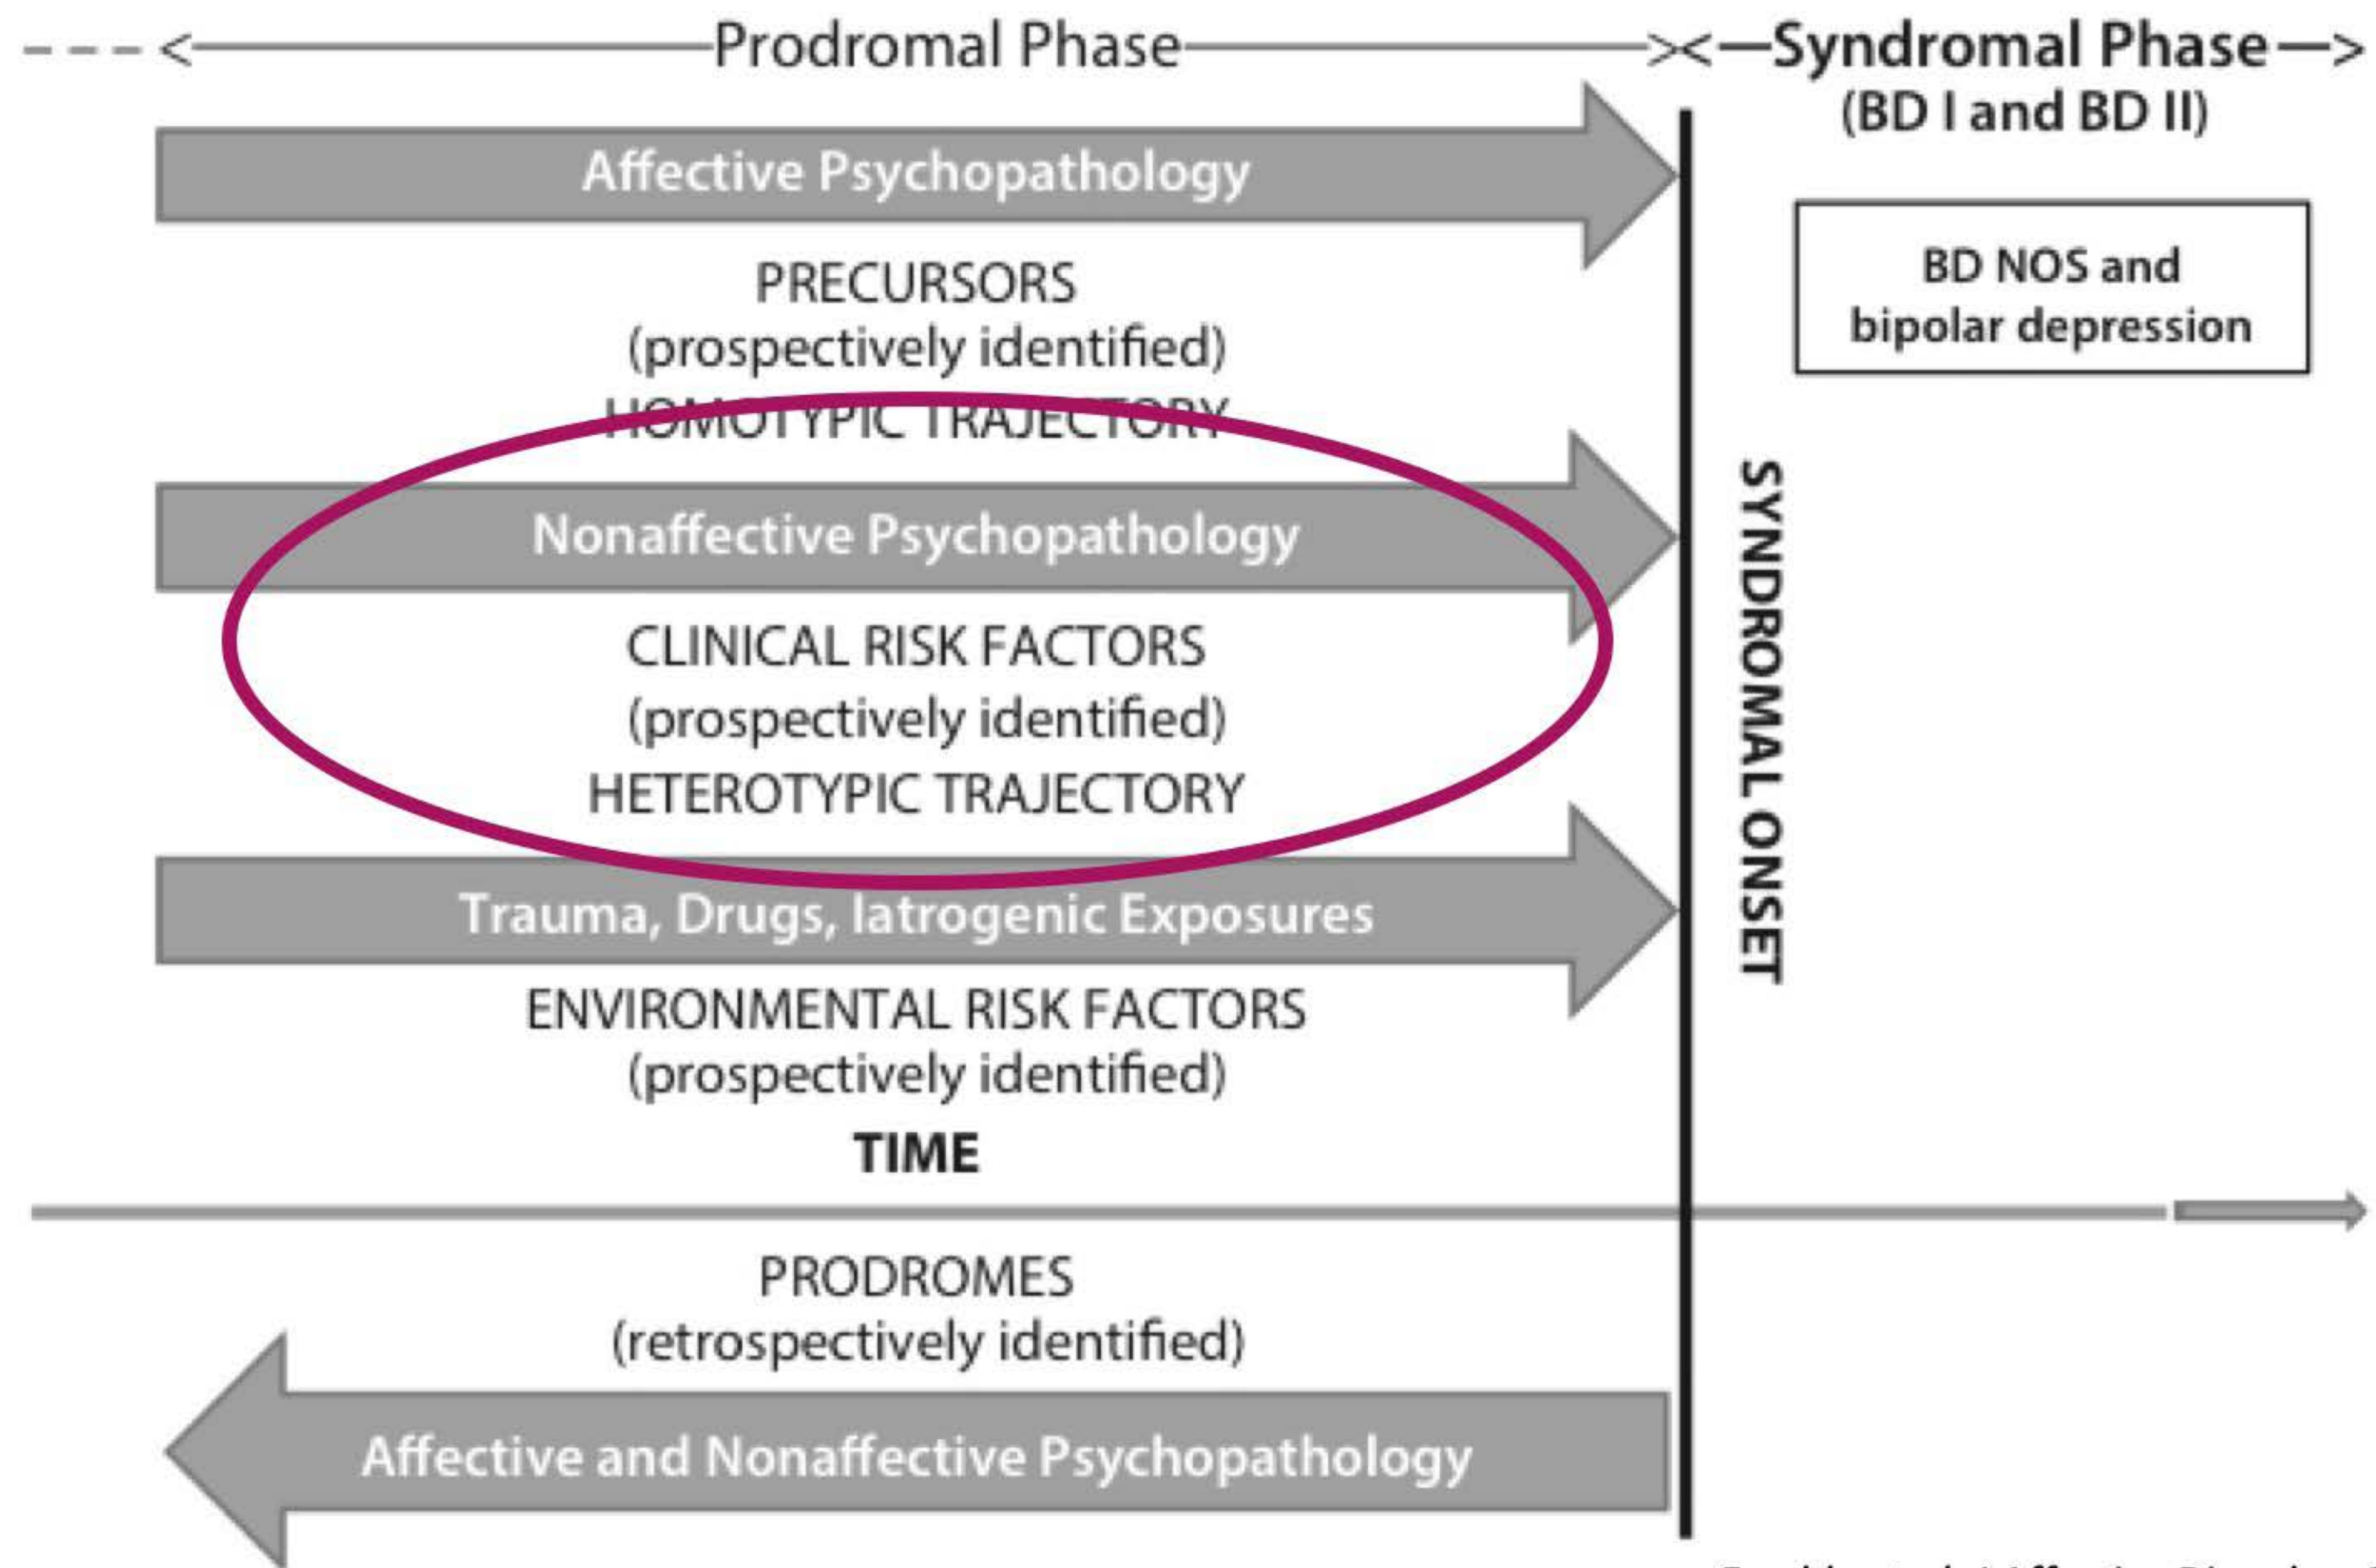 Prodromal Phase
Syndromal Phase
(BD I and BD II)
Affective Psychopathology
BD NOS and
bipolar depression
PRECURSORS
(prospectively identified)
HOMOTYPIC TRAJECTORY
Nonaffective Psychopathology
CLINICAL RISK FACTORS
(prospectively identified)
HETEROTYPIC TRAJECTORY
SYNDROMAL ONSET
Trauma, Drugs, Iatrogenic Exposures
ENVIRONMENTAL RISK FACTORS
(prospectively identified)
TIME
PRODROMES
(retrospectively identified)
Affective and Nonaffective Psychopathology